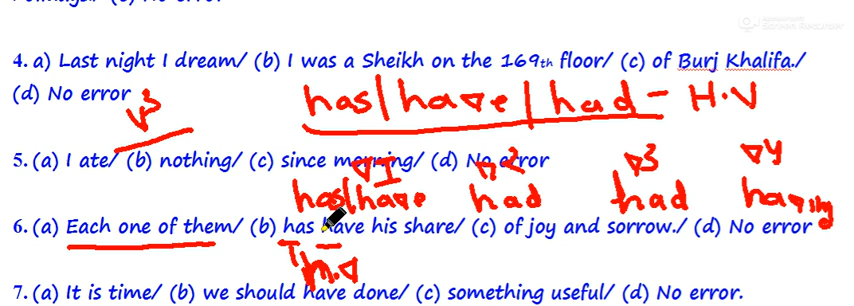 (c) No error
4. a) Last night I dream/ (b) I was a Sheikh on the 169th floor/ (c) of Burj Khalifa./
(d) No error
V3
has/have/had - H.V
5. (a) I ate/ (b) nothing/ (c) since morning/ (d) No error
V1 V2 V3 V4
has/have had had having
6. (a) Each one of them/ (b) has have his share/ (c) of joy and sorrow./ (d) No error
m.v
7. (a) It is time/ (b) we should have done/ (c) something useful/ (d) No error.